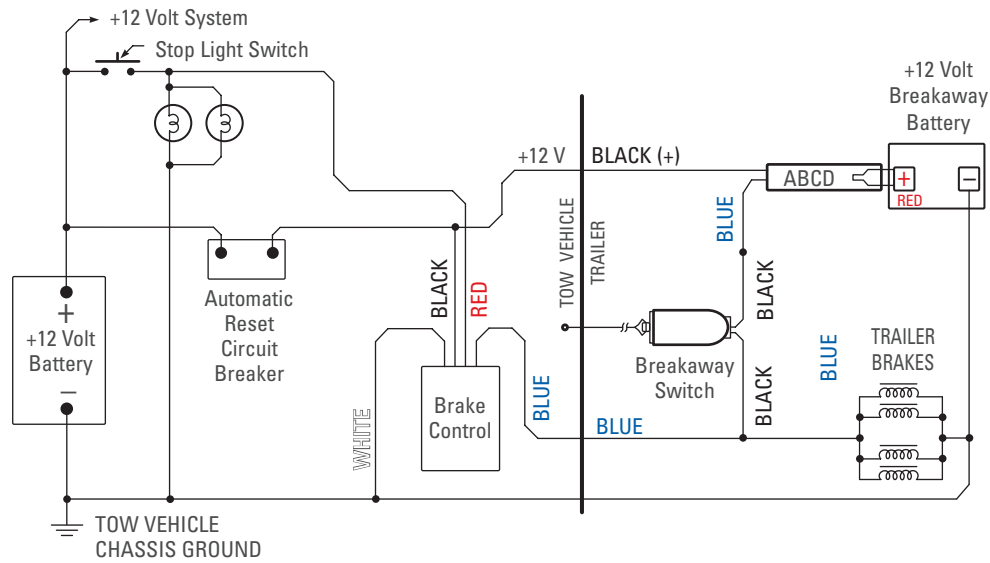 +12 Volt System
Stop Light Switch
+12 Volt
Breakaway
Battery
+12 V
BLACK (+)
ABCD
+
−
RED
BLUE
TOW VEHICLE
TRAILER
BLACK
RED
BLACK
+
+12 Volt
Battery
−
Automatic
Reset
Circuit
Breaker
Breakaway
Switch
BLUE
TRAILER
BRAKES
BLACK
Brake
Control
WHITE
BLUE
BLUE
TOW VEHICLE
CHASSIS GROUND